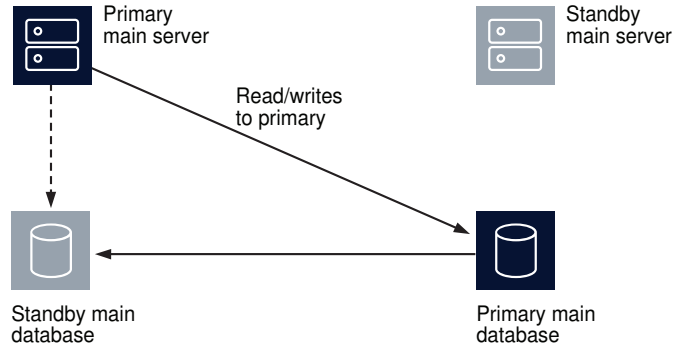 Primary
main server
Standby
main server
Read/writes
to primary
Standby main
database
Primary main
database